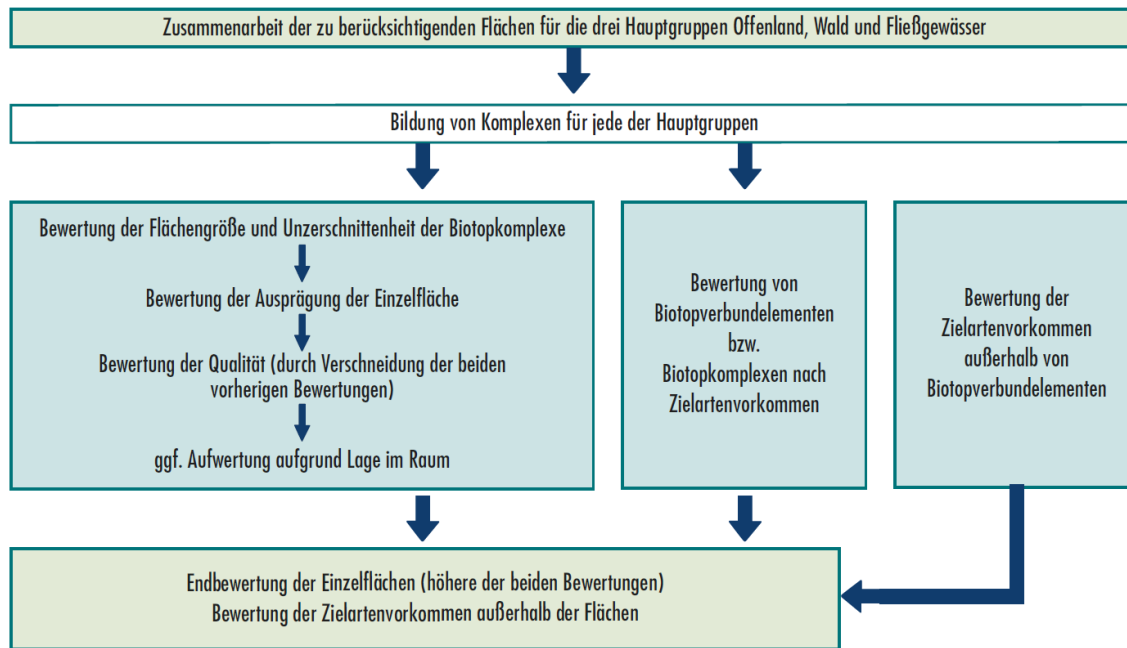 Zusammenarbeit der zu berücksichtigenden Flächen für die drei Hauptgruppen Offenland, Wald und Fließgewässer
Bildung von Komplexen für jede der Hauptgruppen
Bewertung der Flächengröße und Unzerschnittenheit der Biotopkomplexe
Bewertung der Ausprägung der Einzelfläche
Bewertung der Qualität (durch Verschneidung der beiden
vorherigen Bewertungen)
ggf. Aufwertung aufgrund Lage im Raum
Bewertung von
Biotopverbundelementen
bzw.
Biotopkomplexen nach
Zielartenvorkommen
Bewertung der
Zielartenvorkommen
außerhalb von
Biotopverbundelementen
Endbewertung der Einzelflächen (höhere der beiden Bewertungen)
Bewertung der Zielartenvorkommen außerhalb der Flächen